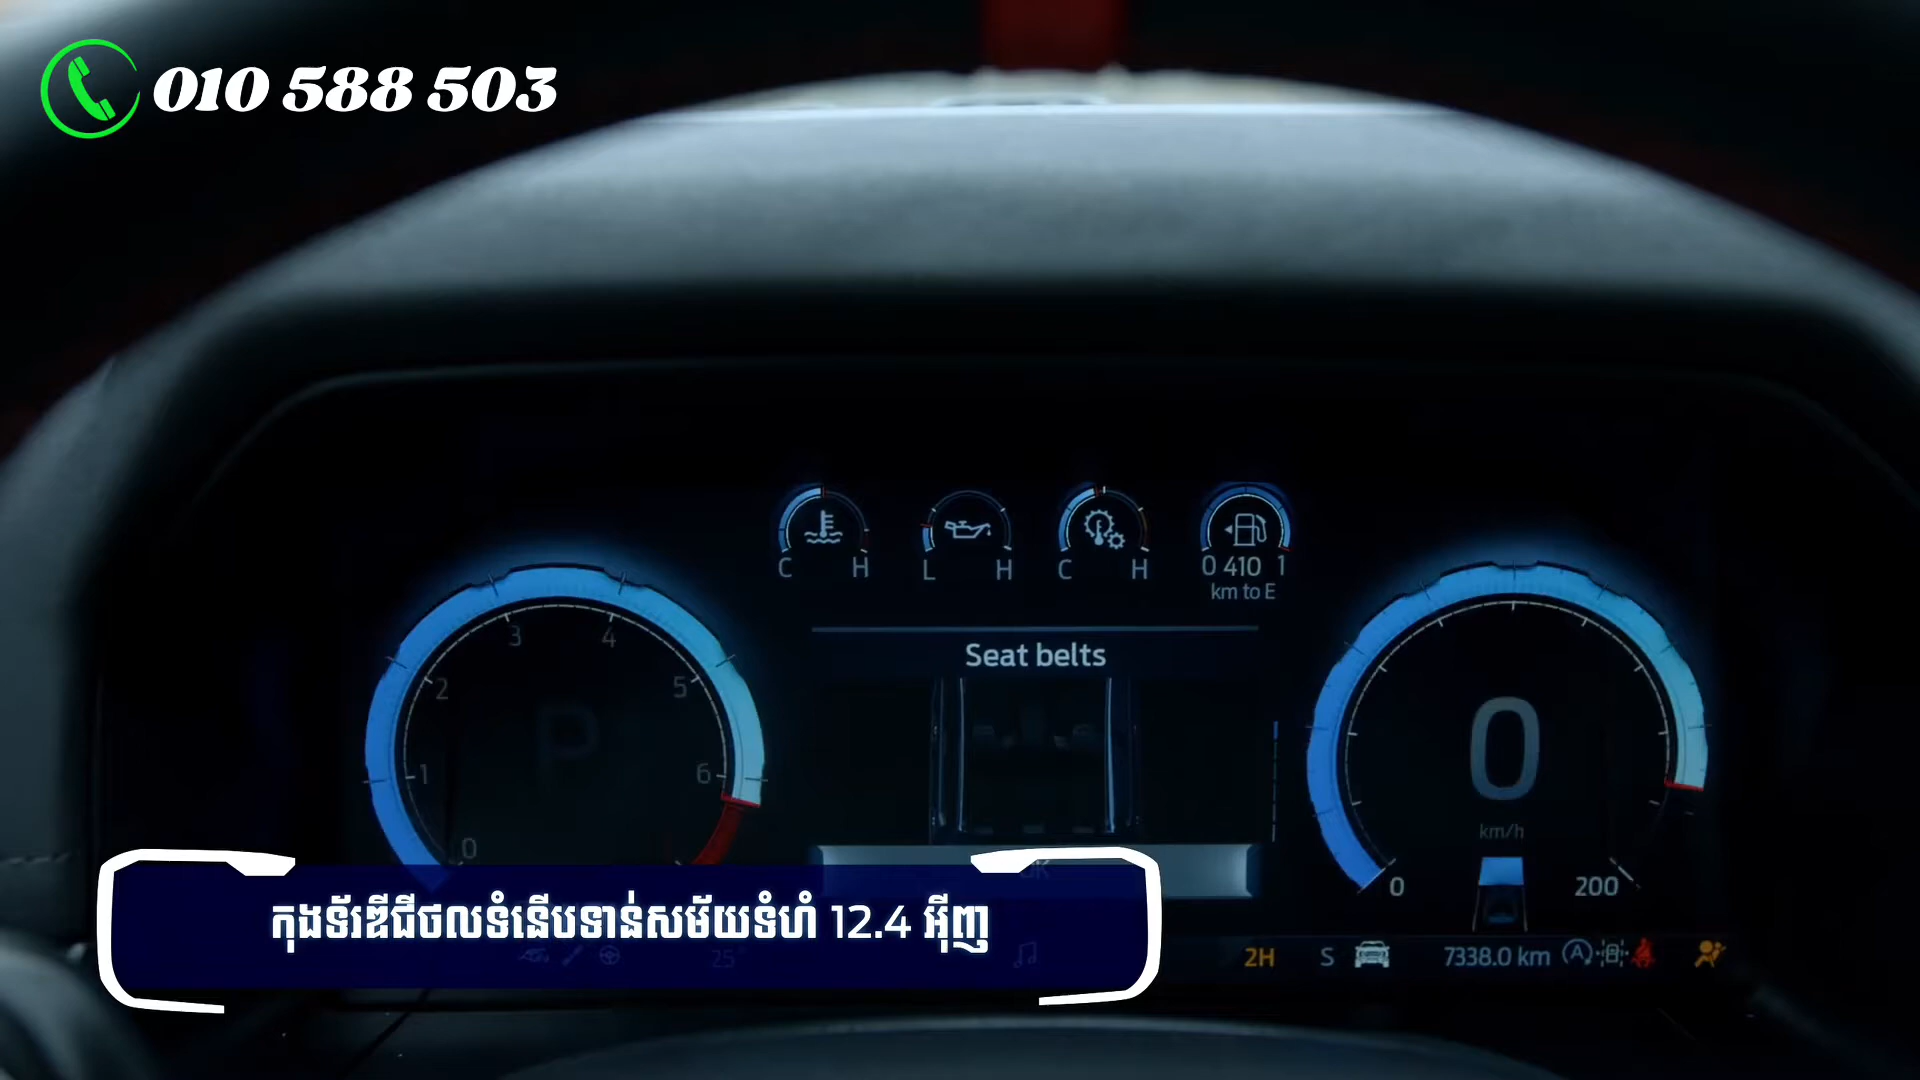 010 588 503
C H
L H
C H
0 410 1
km to E
Seat belts
0 1 2 3 4 5 6
P
0
km/h
0 200
កុងទ័រឌីជីថលទំនើបទាន់សម័យទំហំ 12.4 អ៊ីញ
25°
2H S 7338.0 km A